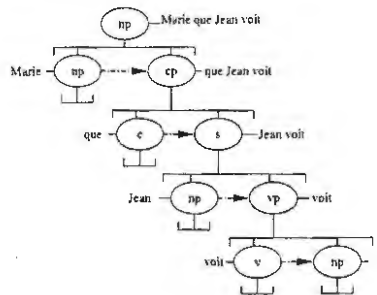 np Marie que Jean voit
Marie np cp que Jean voit
que c s Jean voit
Jean np vp voit
voit v np